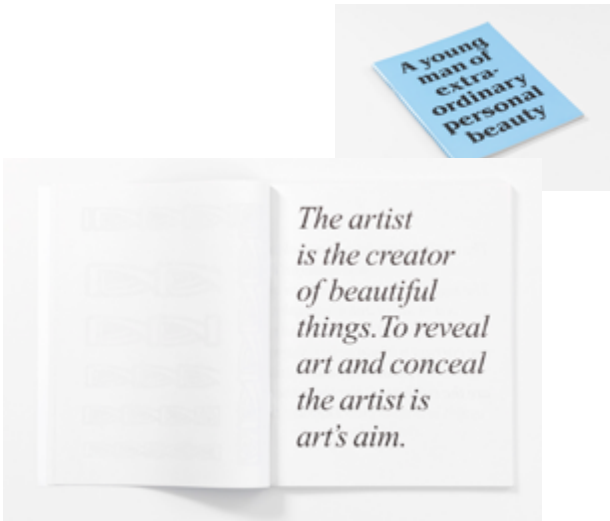 A young
man of
extra-
ordinary
personal
beauty
The artist
is the creator
of beautiful
things. To reveal
art and conceal
the artist is
art's aim.